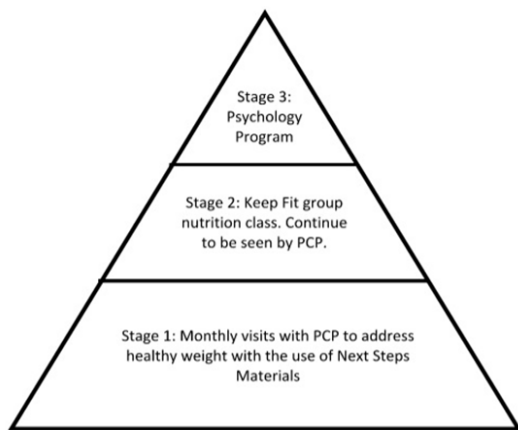 Stage 3:
Psychology
Program
Stage 2: Keep Fit group
nutrition class. Continue
to be seen by PCP.
Stage 1: Monthly visits with PCP to address
healthy weight with the use of Next Steps
Materials